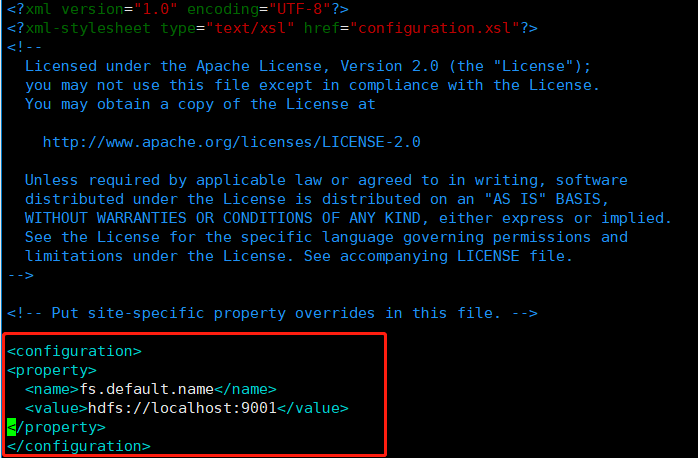 <?xml version="1.0" encoding="UTF-8"?>
<?xml-stylesheet type="text/xsl" href="configuration.xsl"?>
<!--
  Licensed under the Apache License, Version 2.0 (the "License");
  you may not use this file except in compliance with the License.
  You may obtain a copy of the License at

    http://www.apache.org/licenses/LICENSE-2.0

  Unless required by applicable law or agreed to in writing, software
  distributed under the License is distributed on an "AS IS" BASIS,
  WITHOUT WARRANTIES OR CONDITIONS OF ANY KIND, either express or implied.
  See the License for the specific language governing permissions and
  limitations under the License. See accompanying LICENSE file.
-->

<!-- Put site-specific property overrides in this file. -->

<configuration>
<property>
  <name>fs.default.name</name>
  <value>hdfs://localhost:9001</value>
</property>
</configuration>